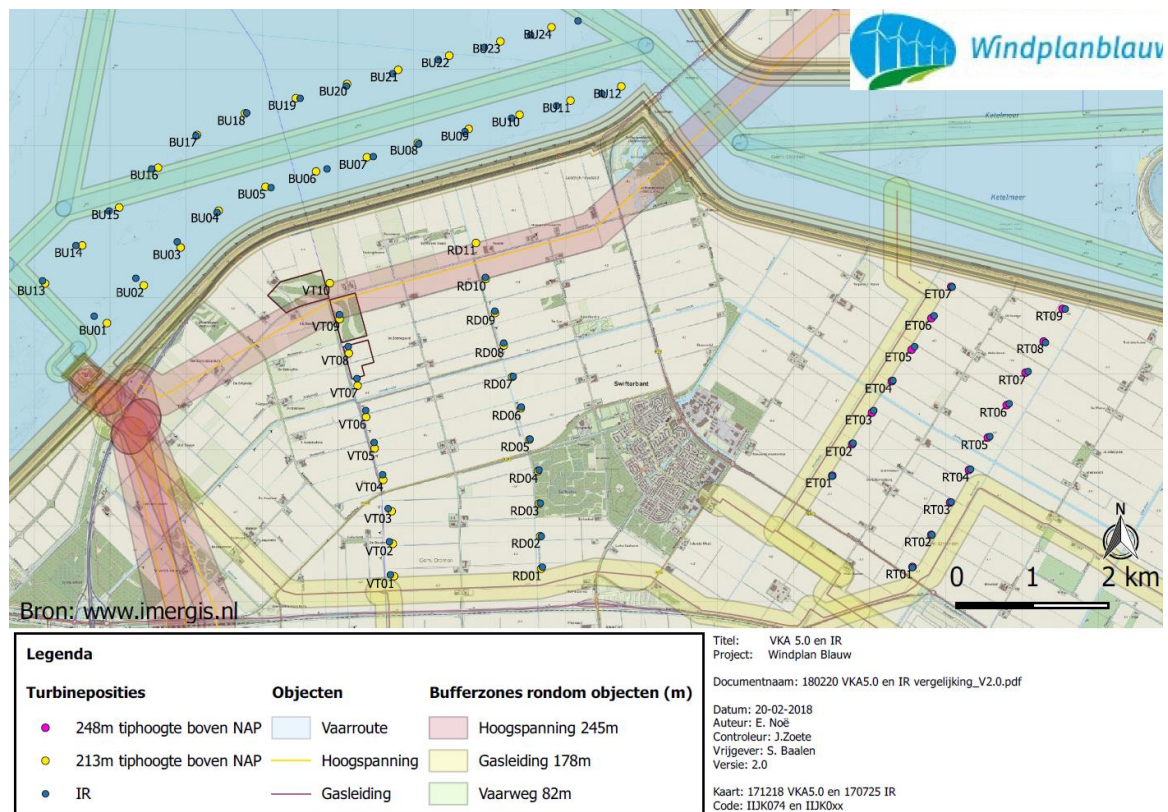 Windplanblauw
BU24
BU23
BU22
BU21
BU20
BU19
BU18
BU17
BU16
BU15
BU14
BU13
BU12
BU11
BU10
BU09
BU08
BU07
BU06
BU05
BU04
BU03
BU02
BU01
Ketelmeer
Ketelmeer
RD11
RD10
RD09
RD08
RD07
RD06
RD05
RD04
RD03
RD02
RD01
VT10
VT09
VT08
VT07
VT06
VT05
VT04
VT03
VT02
VT01
Swifterbant
ET07
ET06
ET05
ET04
ET03
ET02
ET01
RT09
RT08
RT07
RT06
RT05
RT04
RT03
RT02
RT01
N
0 1 2 km
Bron: www.imergis.nl
Legenda
Turbineposities
248m tiphoogte boven NAP
213m tiphoogte boven NAP
IR
Objecten
Vaarroute
Hoogspanning
Gasleiding
Bufferzones rondom objecten (m)
Hoogspanning 245m
Gasleiding 178m
Vaarweg 82m
Titel: VKA 5.0 en IR
Project: Windplan Blauw
Documentnaam: 180220 VKA5.0 en IR vergelijking_V2.0.pdf
Datum: 20-02-2018
Auteur: E. Noë
Controleur: J.Zoete
Vrijgever: S. Baalen
Versie: 2.0
Kaart: 171218 VKA5.0 en 170725 IR
Code: IIJK074 en IIJK0xx